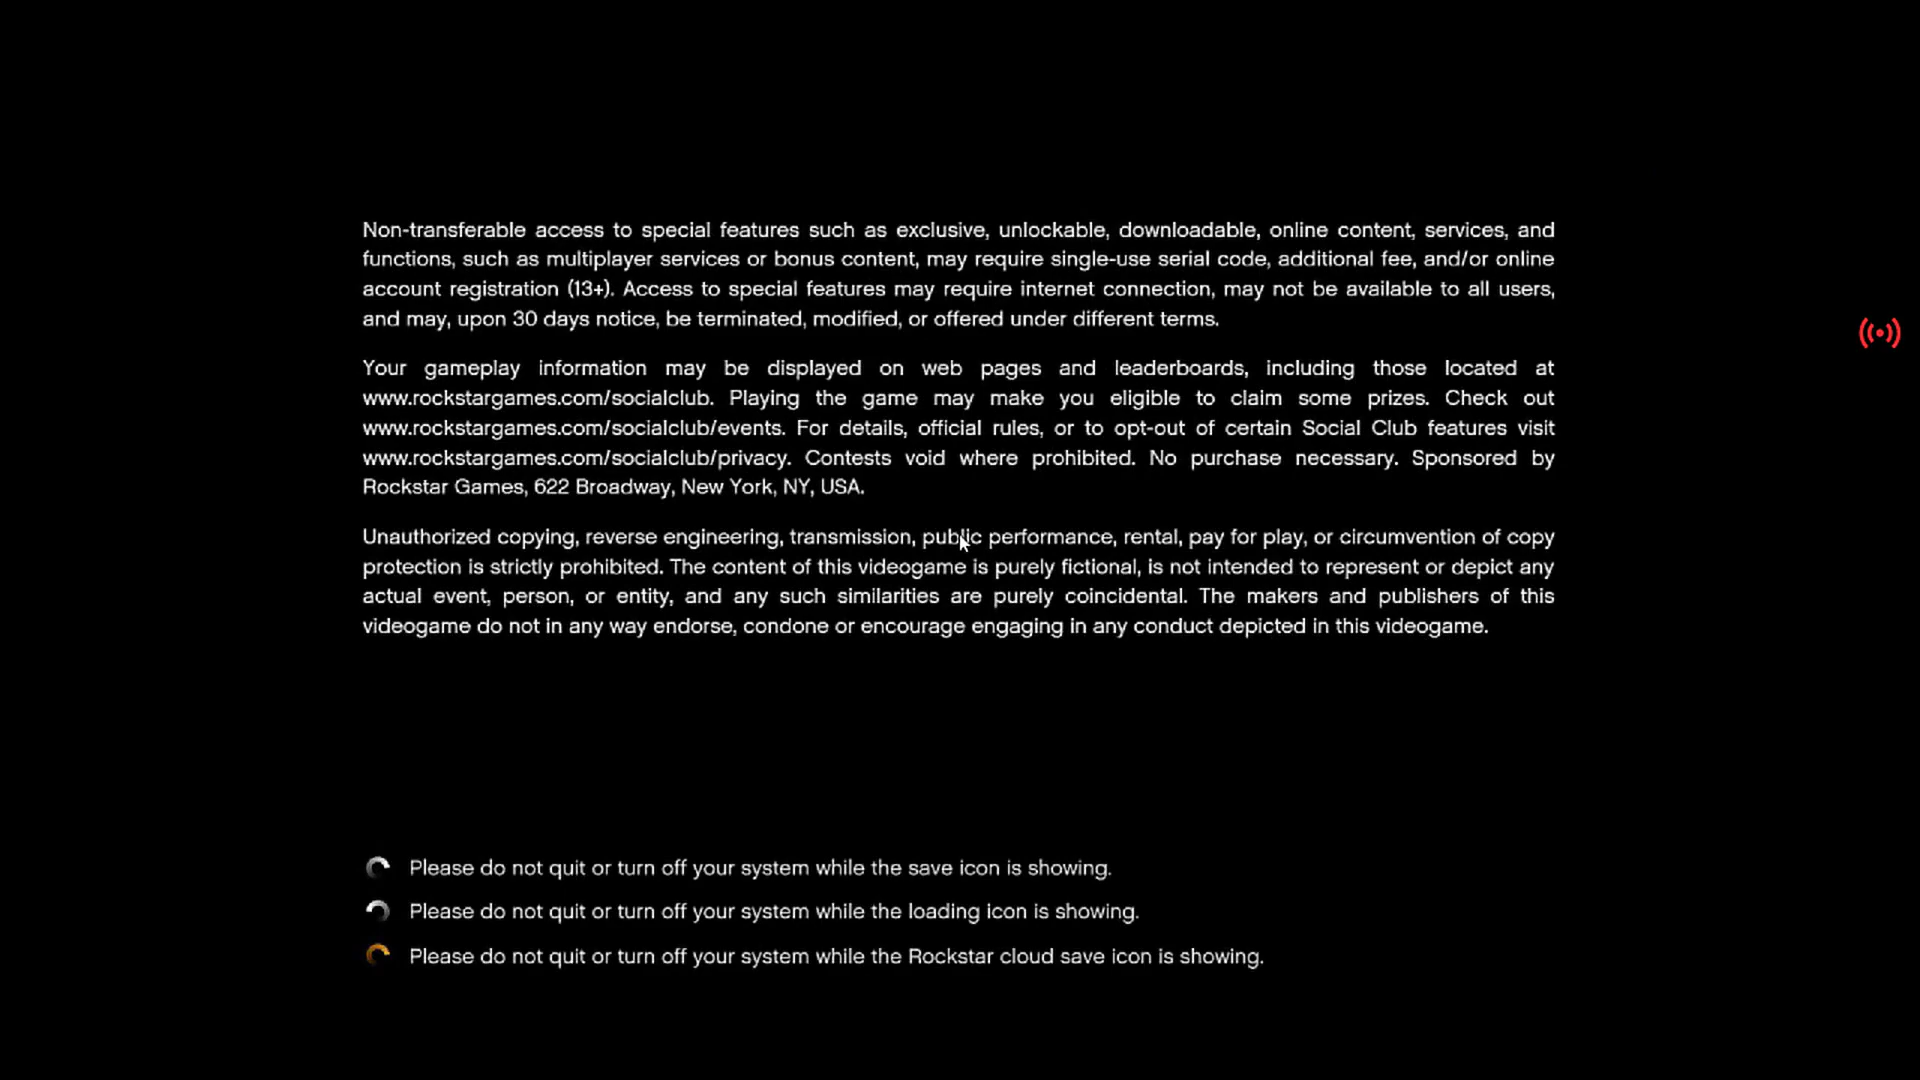 Non-transferable access to special features such as exclusive, unlockable, downloadable, online content, services, and
functions, such as multiplayer services or bonus content, may require single-use serial code, additional fee, and/or online
account registration (13+). Access to special features may require internet connection, may not be available to all users,
and may, upon 30 days notice, be terminated, modified, or offered under different terms.
Your gameplay information may be displayed on web pages and leaderboards, including those located at
www.rockstargames.com/socialclub. Playing the game may make you eligible to claim some prizes. Check out
www.rockstargames.com/socialclub/events. For details, official rules, or to opt-out of certain Social Club features visit
www.rockstargames.com/socialclub/privacy. Contests void where prohibited. No purchase necessary. Sponsored by
Rockstar Games, 622 Broadway, New York, NY, USA.
Unauthorized copying, reverse engineering, transmission, public performance, rental, pay for play, or circumvention of copy
protection is strictly prohibited. The content of this videogame is purely fictional, is not intended to represent or depict any
actual event, person, or entity, and any such similarities are purely coincidental. The makers and publishers of this
videogame do not in any way endorse, condone or encourage engaging in any conduct depicted in this videogame.
Please do not quit or turn off your system while the save icon is showing.
Please do not quit or turn off your system while the loading icon is showing.
Please do not quit or turn off your system while the Rockstar cloud save icon is showing.